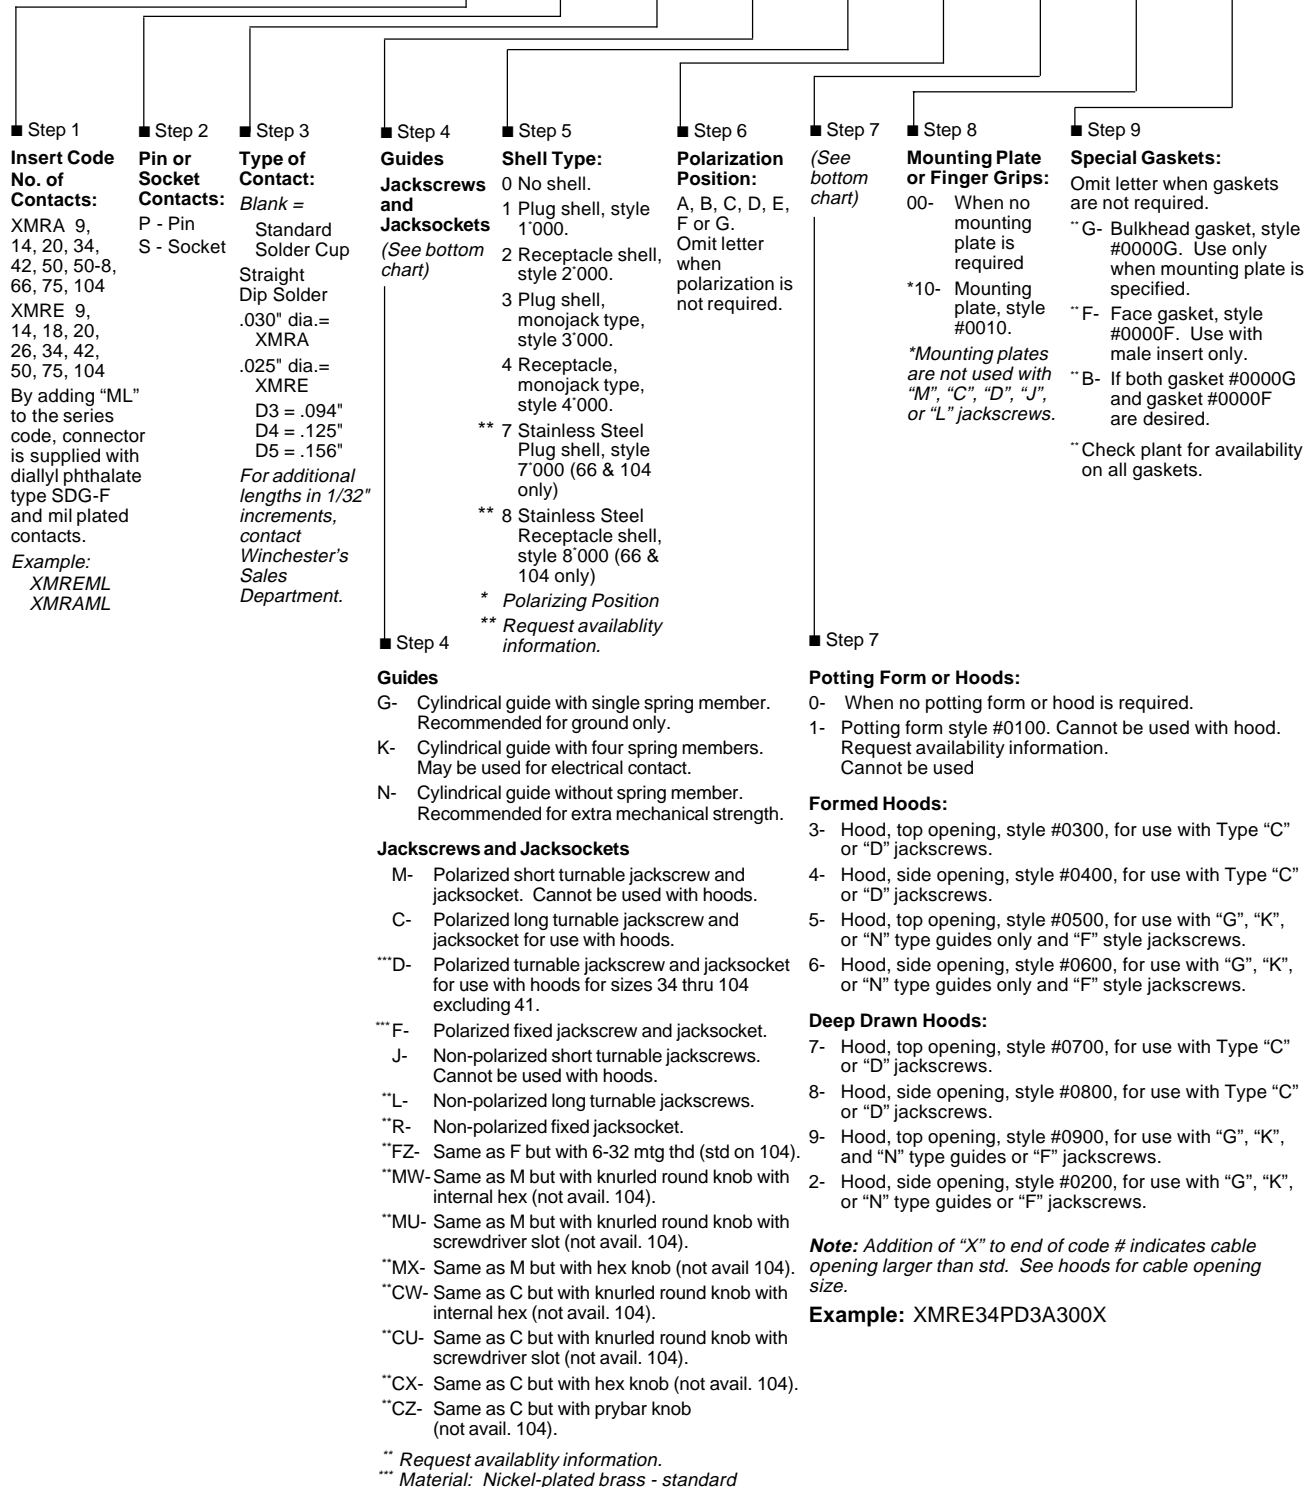 ■ Step 1
Insert Code
No. of
Contacts:
XMRA 9,
14, 20, 34,
42, 50, 50-8,
66, 75, 104
XMRE 9,
14, 18, 20,
26, 34, 42,
50, 75, 104
By adding “ML”
to the series
code, connector
is supplied with
diallyl phthalate
type SDG-F
and mil plated
contacts.
Example:
XMREML
XMRAML
■ Step 2
Pin or
Socket
Contacts:
P - Pin
S - Socket
■ Step 3
Type of
Contact:
Blank =
Standard
Solder Cup
Straight
Dip Solder
.030" dia.=
XMRA
.025" dia.=
XMRE
D3 = .094"
D4 = .125"
D5 = .156"
For additional
lengths in 1/32"
increments,
contact
Winchester’s
Sales
Department.
■ Step 4
Guides
Jackscrews
and
Jacksockets
(See bottom
chart)
■ Step 5
Shell Type:
0 No shell.
1 Plug shell, style
1*000.
2 Receptacle shell,
style 2*000.
3 Plug shell,
monojack type,
style 3*000.
4 Receptacle,
monojack type,
style 4*000.
** 7 Stainless Steel
Plug shell, style
7*000 (66 & 104
only)
** 8 Stainless Steel
Receptacle shell,
style 8*000 (66 &
104 only)
* Polarizing Position
** Request availablity
information.
■ Step 6
Polarization
Position:
A, B, C, D, E,
F or G.
Omit letter
when
polarization is
not required.
■ Step 7
(See
bottom
chart)
■ Step 8
Mounting Plate
or Finger Grips:
00- When no
mounting
plate is
required
*10- Mounting
plate, style
#0010.
*Mounting plates
are not used with
“M”, “C”, “D”, “J”,
or “L” jackscrews.
■ Step 9
Special Gaskets:
Omit letter when gaskets
are not required.
**G- Bulkhead gasket, style
#0000G. Use only
when mounting plate is
specified.
**F- Face gasket, style
#0000F. Use with
male insert only.
**B- If both gasket #0000G
and gasket #0000F
are desired.
**Check plant for availability
on all gaskets.
■ Step 4
Guides
G- Cylindrical guide with single spring member.
Recommended for ground only.
K- Cylindrical guide with four spring members.
May be used for electrical contact.
N- Cylindrical guide without spring member.
Recommended for extra mechanical strength.
Jackscrews and Jacksockets
M- Polarized short turnable jackscrew and
jacksocket. Cannot be used with hoods.
C- Polarized long turnable jackscrew and
jacksocket for use with hoods.
***D- Polarized turnable jackscrew and jacksocket
for use with hoods for sizes 34 thru 104
excluding 41.
***F- Polarized fixed jackscrew and jacksocket.
J- Non-polarized short turnable jackscrews.
Cannot be used with hoods.
**L- Non-polarized long turnable jackscrews.
**R- Non-polarized fixed jacksocket.
**FZ- Same as F but with 6-32 mtg thd (std on 104).
**MW- Same as M but with knurled round knob with
internal hex (not avail. 104).
**MU- Same as M but with knurled round knob with
screwdriver slot (not avail. 104).
**MX- Same as M but with hex knob (not avail 104).
**CW- Same as C but with knurled round knob with
internal hex (not avail. 104).
**CU- Same as C but with knurled round knob with
screwdriver slot (not avail. 104).
**CX- Same as C but with hex knob (not avail. 104).
**CZ- Same as C but with prybar knob
(not avail. 104).
** Request availablity information.
*** Material: Nickel-plated brass - standard
■ Step 7
Potting Form or Hoods:
0- When no potting form or hood is required.
1- Potting form style #0100. Cannot be used with hood.
Request availability information.
Cannot be used
Formed Hoods:
3- Hood, top opening, style #0300, for use with Type “C”
or “D” jackscrews.
4- Hood, side opening, style #0400, for use with Type “C”
or “D” jackscrews.
5- Hood, top opening, style #0500, for use with “G”, “K”,
or “N” type guides only and “F” style jackscrews.
6- Hood, side opening, style #0600, for use with “G”, “K”,
or “N” type guides only and “F” style jackscrews.
Deep Drawn Hoods:
7- Hood, top opening, style #0700, for use with Type “C”
or “D” jackscrews.
8- Hood, side opening, style #0800, for use with Type “C”
or “D” jackscrews.
9- Hood, top opening, style #0900, for use with “G”, “K”,
and “N” type guides or “F” jackscrews.
2- Hood, side opening, style #0200, for use with “G”, “K”,
or “N” type guides or “F” jackscrews.
Note: Addition of “X” to end of code # indicates cable
opening larger than std. See hoods for cable opening
size.
Example: XMRE34PD3A300X